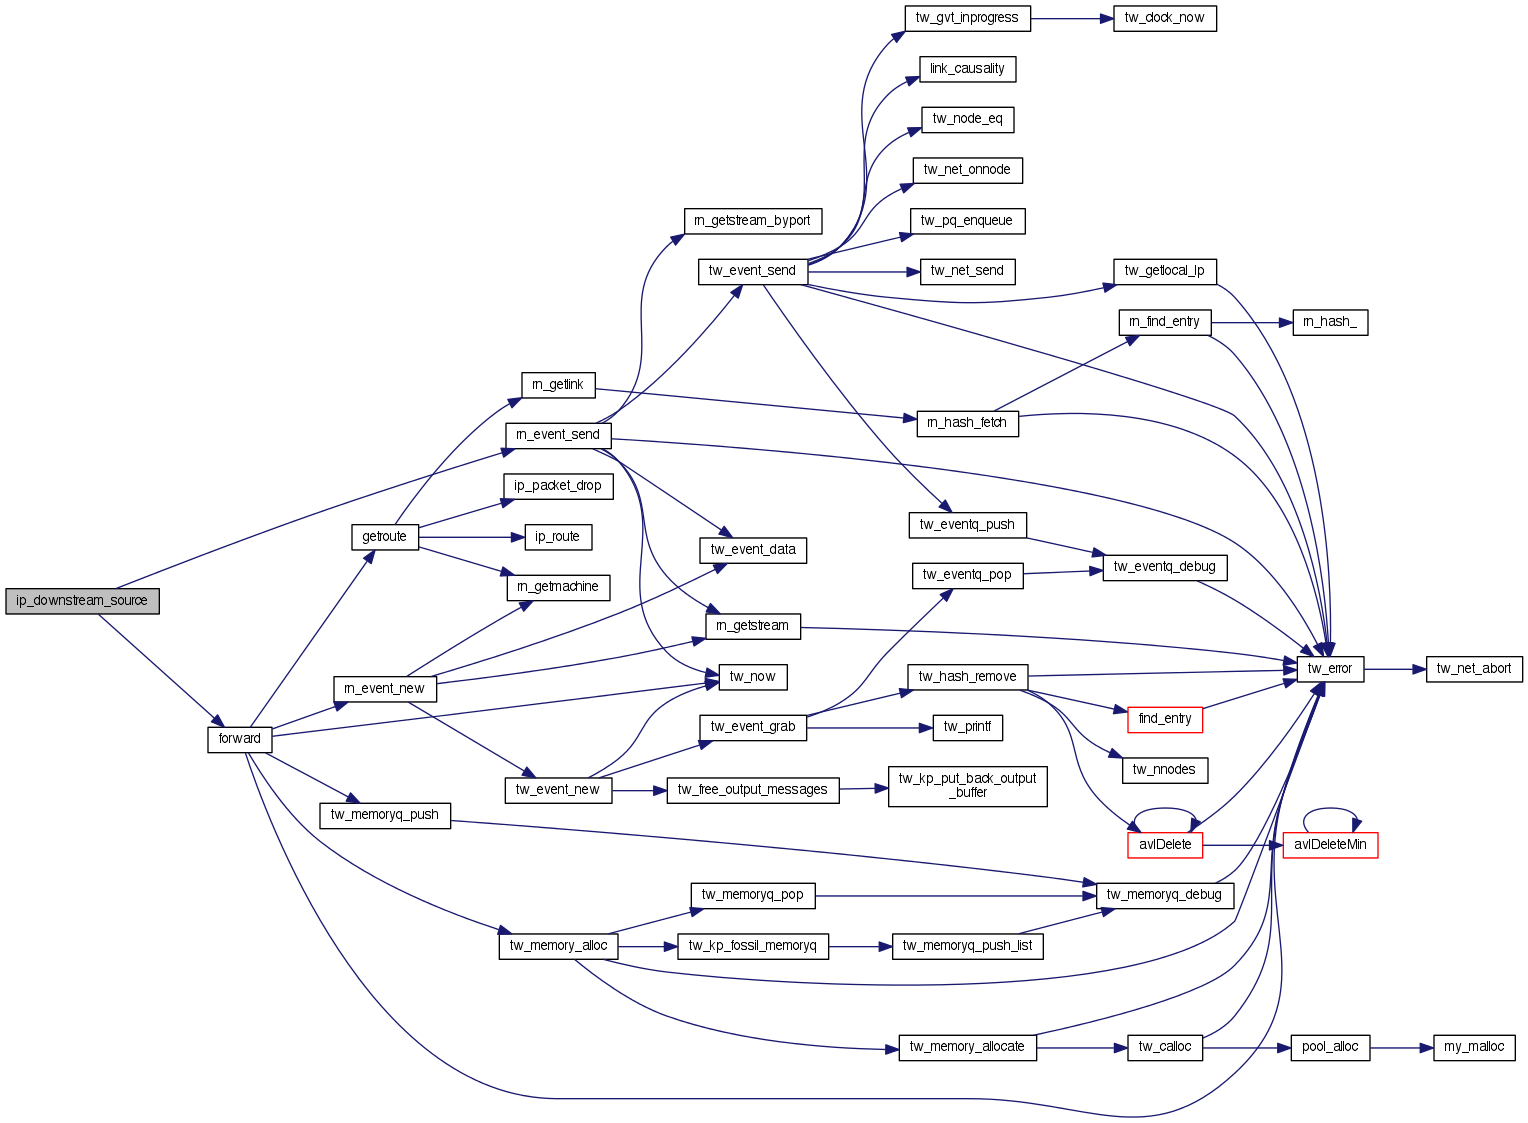 tw_gvt_inprogress
tw_clock_now
link_causality
tw_node_eq
tw_net_onnode
rn_getstream_byport
tw_pq_enqueue
tw_event_send
tw_net_send
tw_getlocal_lp
rn_find_entry
rn_hash_
rn_getlink
rn_hash_fetch
rn_event_send
ip_packet_drop
getroute
ip_route
tw_eventq_push
tw_event_data
tw_eventq_debug
tw_eventq_pop
rn_getmachine
ip_downstream_source
rn_getstream
tw_error
tw_net_abort
tw_now
tw_hash_remove
rn_event_new
find_entry
tw_event_grab
tw_printf
forward
tw_nnodes
tw_event_new
tw_free_output_messages
tw_kp_put_back_output
_buffer
tw_memoryq_push
avlDelete
avlDeleteMin
tw_memoryq_pop
tw_memoryq_debug
tw_memory_alloc
tw_kp_fossil_memoryq
tw_memoryq_push_list
tw_memory_allocate
tw_calloc
pool_alloc
my_malloc